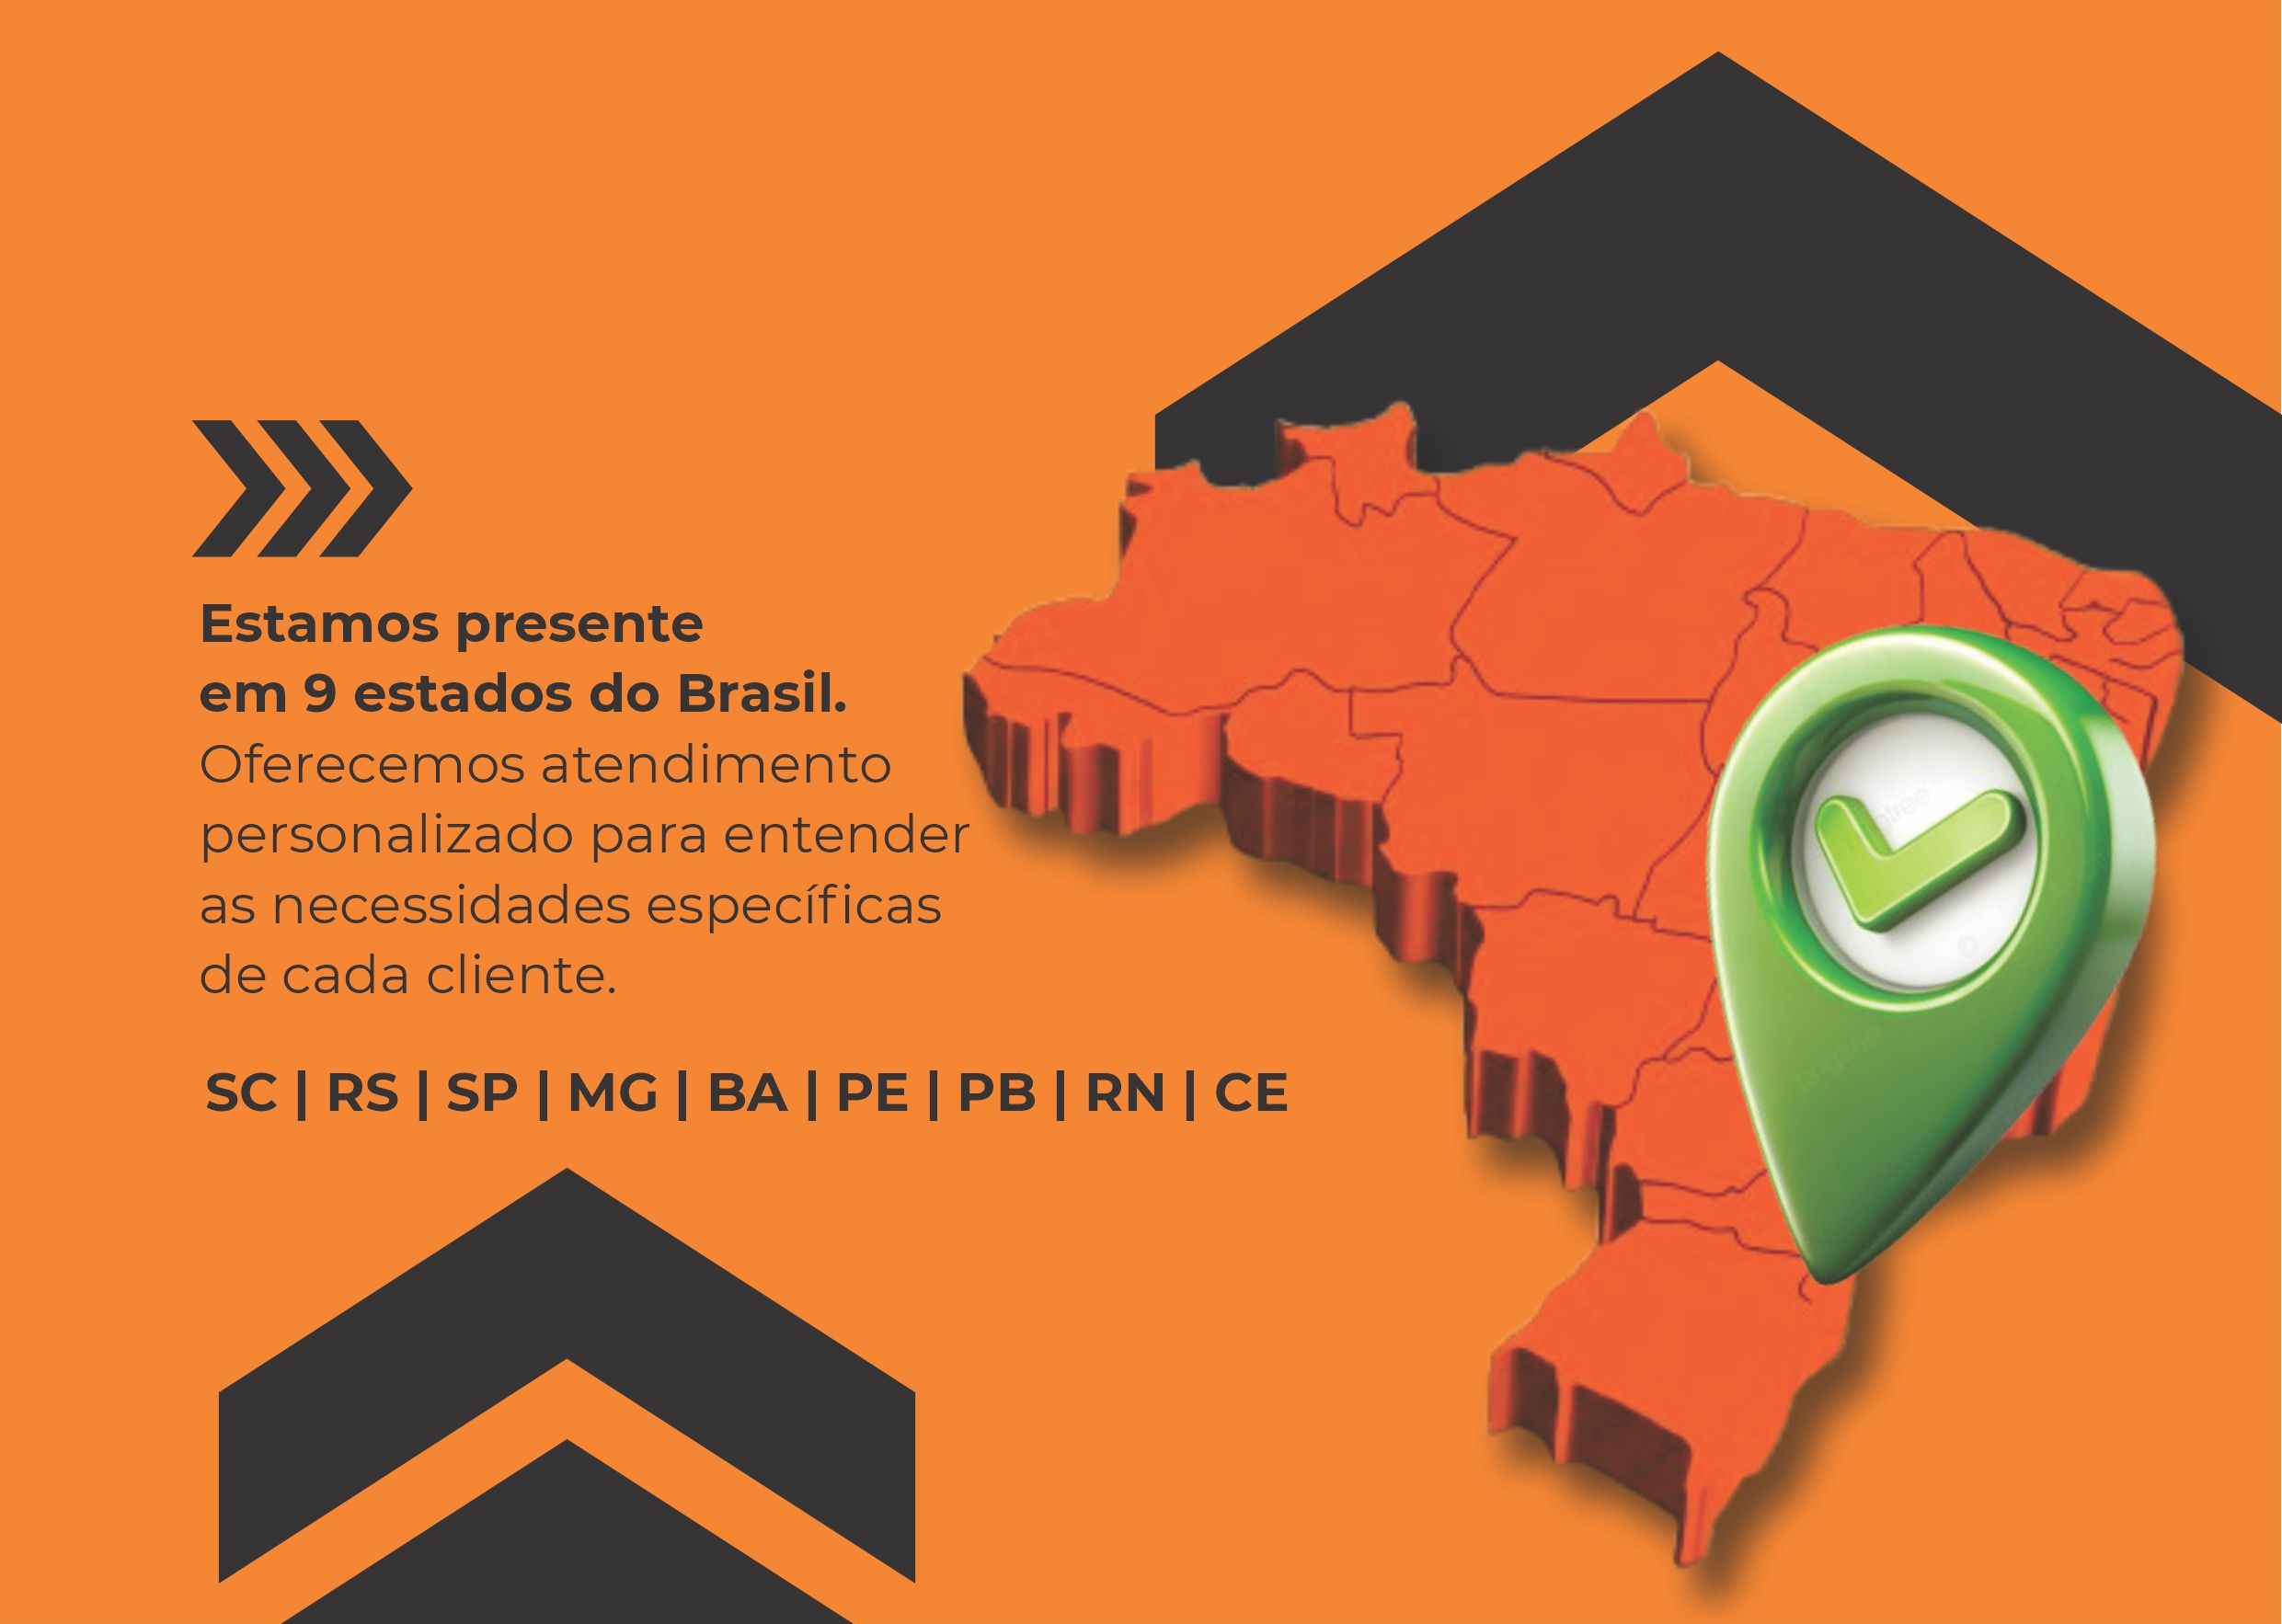 Estamos presente
em 9 estados do Brasil.
Oferecemos atendimento
personalizado para entender
as necessidades específicas
de cada cliente.
SC | RS | SP | MG | BA | PE | PB | RN | CE